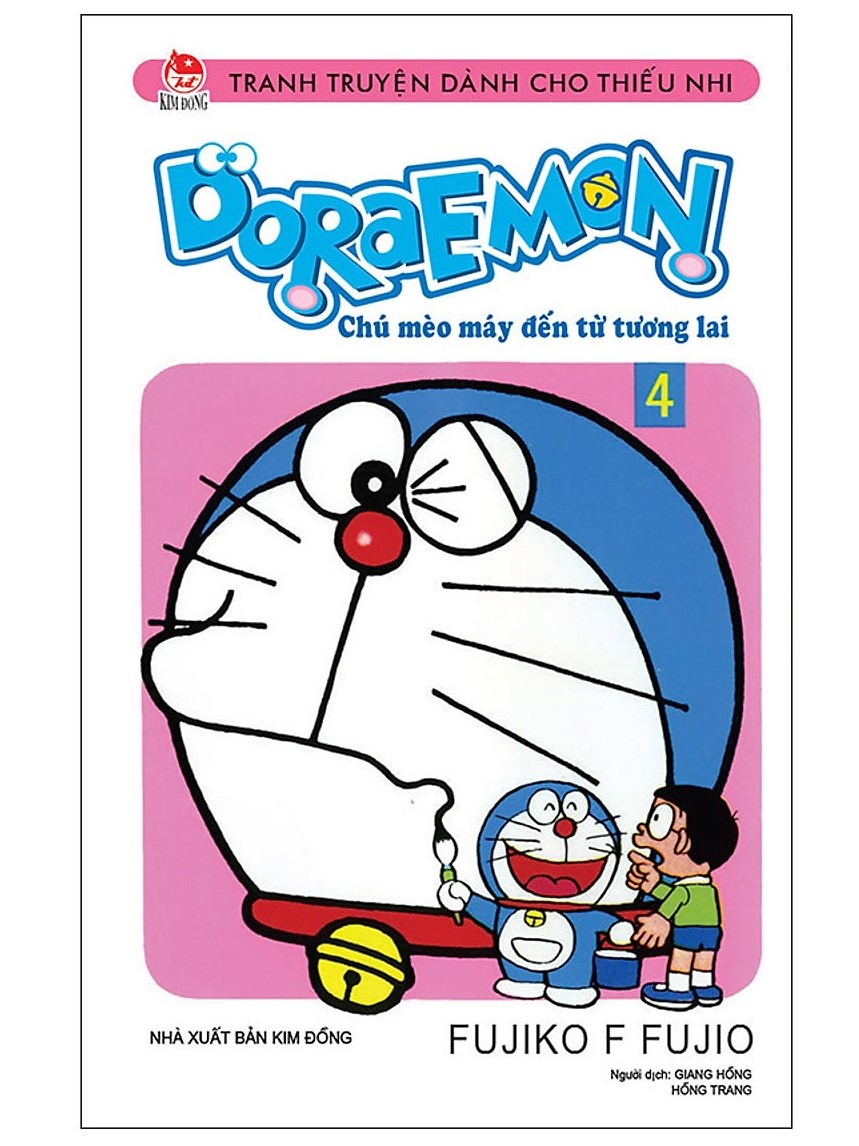 TRANH TRUYỆN DÀNH CHO THIẾU NHI
kđ
KIM ĐỒNG
DORAEMON
Chú mèo máy đến từ tương lai
4
NHÀ XUẤT BẢN KIM ĐỒNG
FUJIKO F FUJIO
Người dịch: GIANG HỒNG
HỒNG TRANG